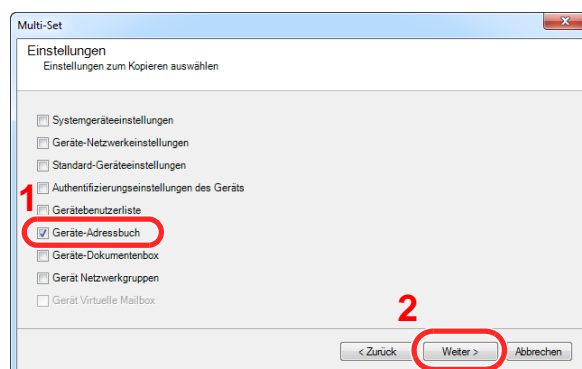 Multi-Set
Einstellungen
Einstellungen zum Kopieren auswählen
Systemgeräteeinstellungen
Geräte-Netzwerkeinstellungen
Standard-Geräteeinstellungen
Authentifizierungseinstellungen des Geräts
1
Gerätebenutzerliste
Geräte-Adressbuch
Geräte-Dokumentenbox
Gerät Netzwerkgruppen
Gerät Virtuelle Mailbox
2
< Zurück Weiter > Abbrechen